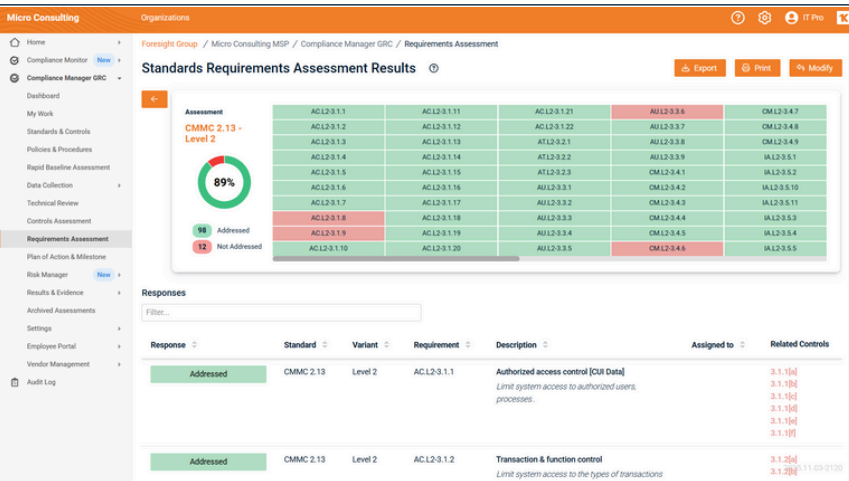 Micro Consulting
Organizations
IT Pro
Home
Compliance Monitor New
Compliance Manager GRC
Dashboard
My Work
Standards & Controls
Policies & Procedures
Rapid Baseline Assessment
Data Collection
Technical Review
Controls Assessment
Requirements Assessment
Plan of Action & Milestone
Risk Manager New
Results & Evidence
Archived Assessments
Settings
Employee Portal
Vendor Management
Audit Log
Foresight Group / Micro Consulting MSP / Compliance Manager GRC / Requirements Assessment
Standards Requirements Assessment Results
Export Print Modify
Assessment
CMMC 2.13 -
Level 2
89%
98 Addressed
12 Not Addressed
AC.L2-3.1.1 AC.L2-3.1.11 AC.L2-3.1.21 AU.L2-3.3.6 CM.L2-3.4.7
AC.L2-3.1.2 AC.L2-3.1.12 AC.L2-3.1.22 AU.L2-3.3.7 CM.L2-3.4.8
AC.L2-3.1.3 AC.L2-3.1.13 AT.L2-3.2.1 AU.L2-3.3.8 CM.L2-3.4.9
AC.L2-3.1.4 AC.L2-3.1.14 AT.L2-3.2.2 AU.L2-3.3.9 IA.L2-3.5.1
AC.L2-3.1.5 AC.L2-3.1.15 AT.L2-3.2.3 CM.L2-3.4.1 IA.L2-3.5.2
AC.L2-3.1.6 AC.L2-3.1.16 AU.L2-3.3.1 CM.L2-3.4.2 IA.L2-3.5.10
AC.L2-3.1.7 AC.L2-3.1.17 AU.L2-3.3.2 CM.L2-3.4.3 IA.L2-3.5.11
AC.L2-3.1.8 AC.L2-3.1.18 AU.L2-3.3.3 CM.L2-3.4.4 IA.L2-3.5.3
AC.L2-3.1.9 AC.L2-3.1.19 AU.L2-3.3.4 CM.L2-3.4.5 IA.L2-3.5.4
AC.L2-3.1.10 AC.L2-3.1.20 AU.L2-3.3.5 CM.L2-3.4.6 IA.L2-3.5.5
Responses
Filter...
Response Standard Variant Requirement Description Assigned to Related Controls
Addressed CMMC 2.13 Level 2 AC.L2-3.1.1 Authorized access control [CUI Data]
Limit system access to authorized users,
processes..
3.1.1[a]
3.1.1[b]
3.1.1[c]
3.1.1[d]
3.1.1[e]
3.1.1[f]
Addressed CMMC 2.13 Level 2 AC.L2-3.1.2 Transaction & function control
Limit system access to the types of transactions
3.1.2[a]
3.1.2[b]